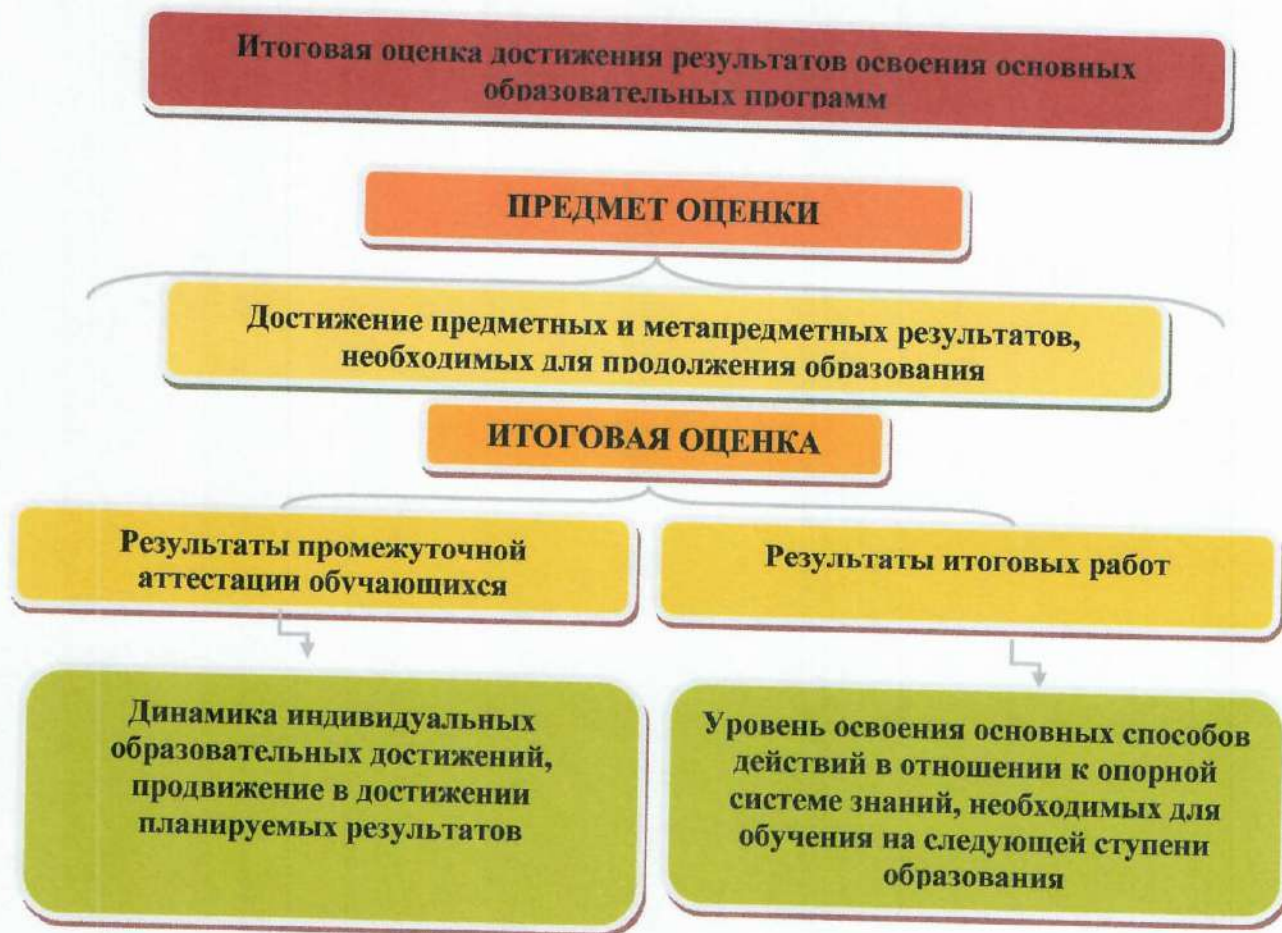 Итоговая оценка достижения результатов освоения основных
образовательных программ
ПРЕДМЕТ ОЦЕНКИ
Достижение предметных и метапредметных результатов,
необходимых для продолжения образования
ИТОГОВАЯ ОЦЕНКА
Результаты промежуточной
аттестации обучающихся
Результаты итоговых работ
Динамика индивидуальных
образовательных достижений,
продвижение в достижении
планируемых результатов
Уровень освоения основных способов
действий в отношении к опорной
системе знаний, необходимых для
обучения на следующей ступени
образования